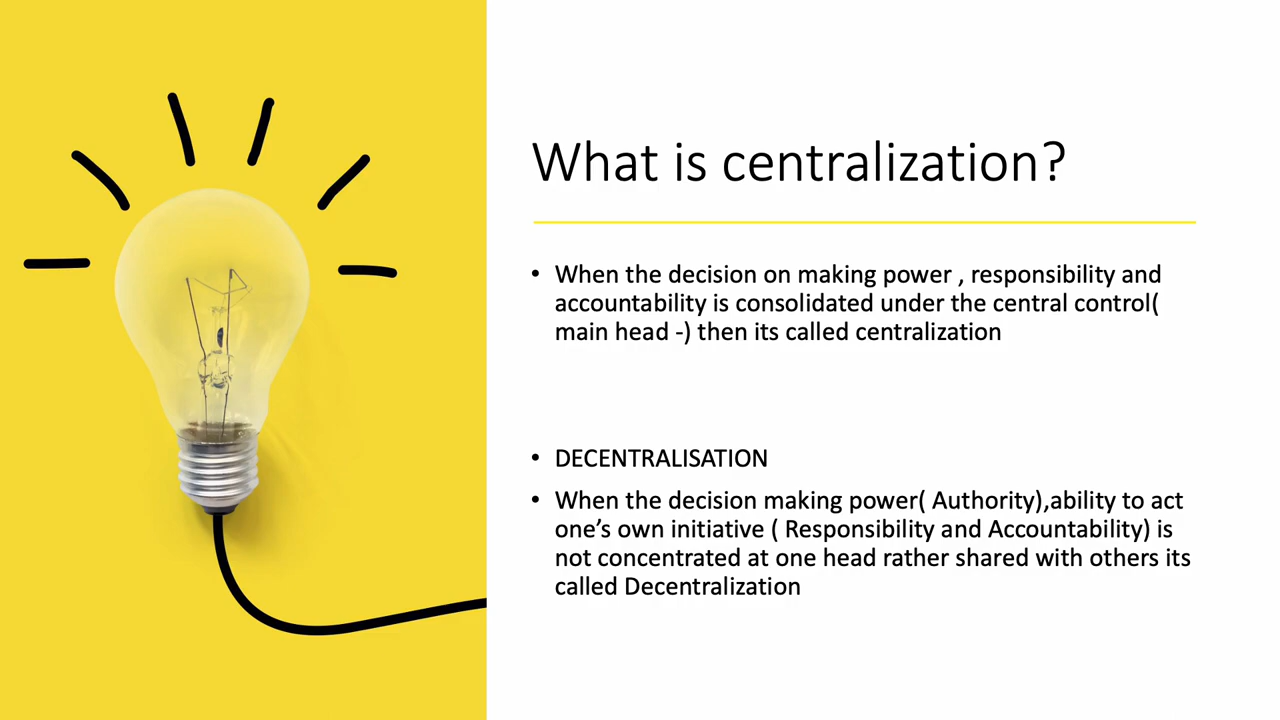 What is centralization?
• When the decision on making power , responsibility and
accountability is consolidated under the central control(
main head -) then its called centralization
• DECENTRALISATION
• When the decision making power( Authority),ability to act
one’s own initiative ( Responsibility and Accountability) is
not concentrated at one head rather shared with others its
called Decentralization